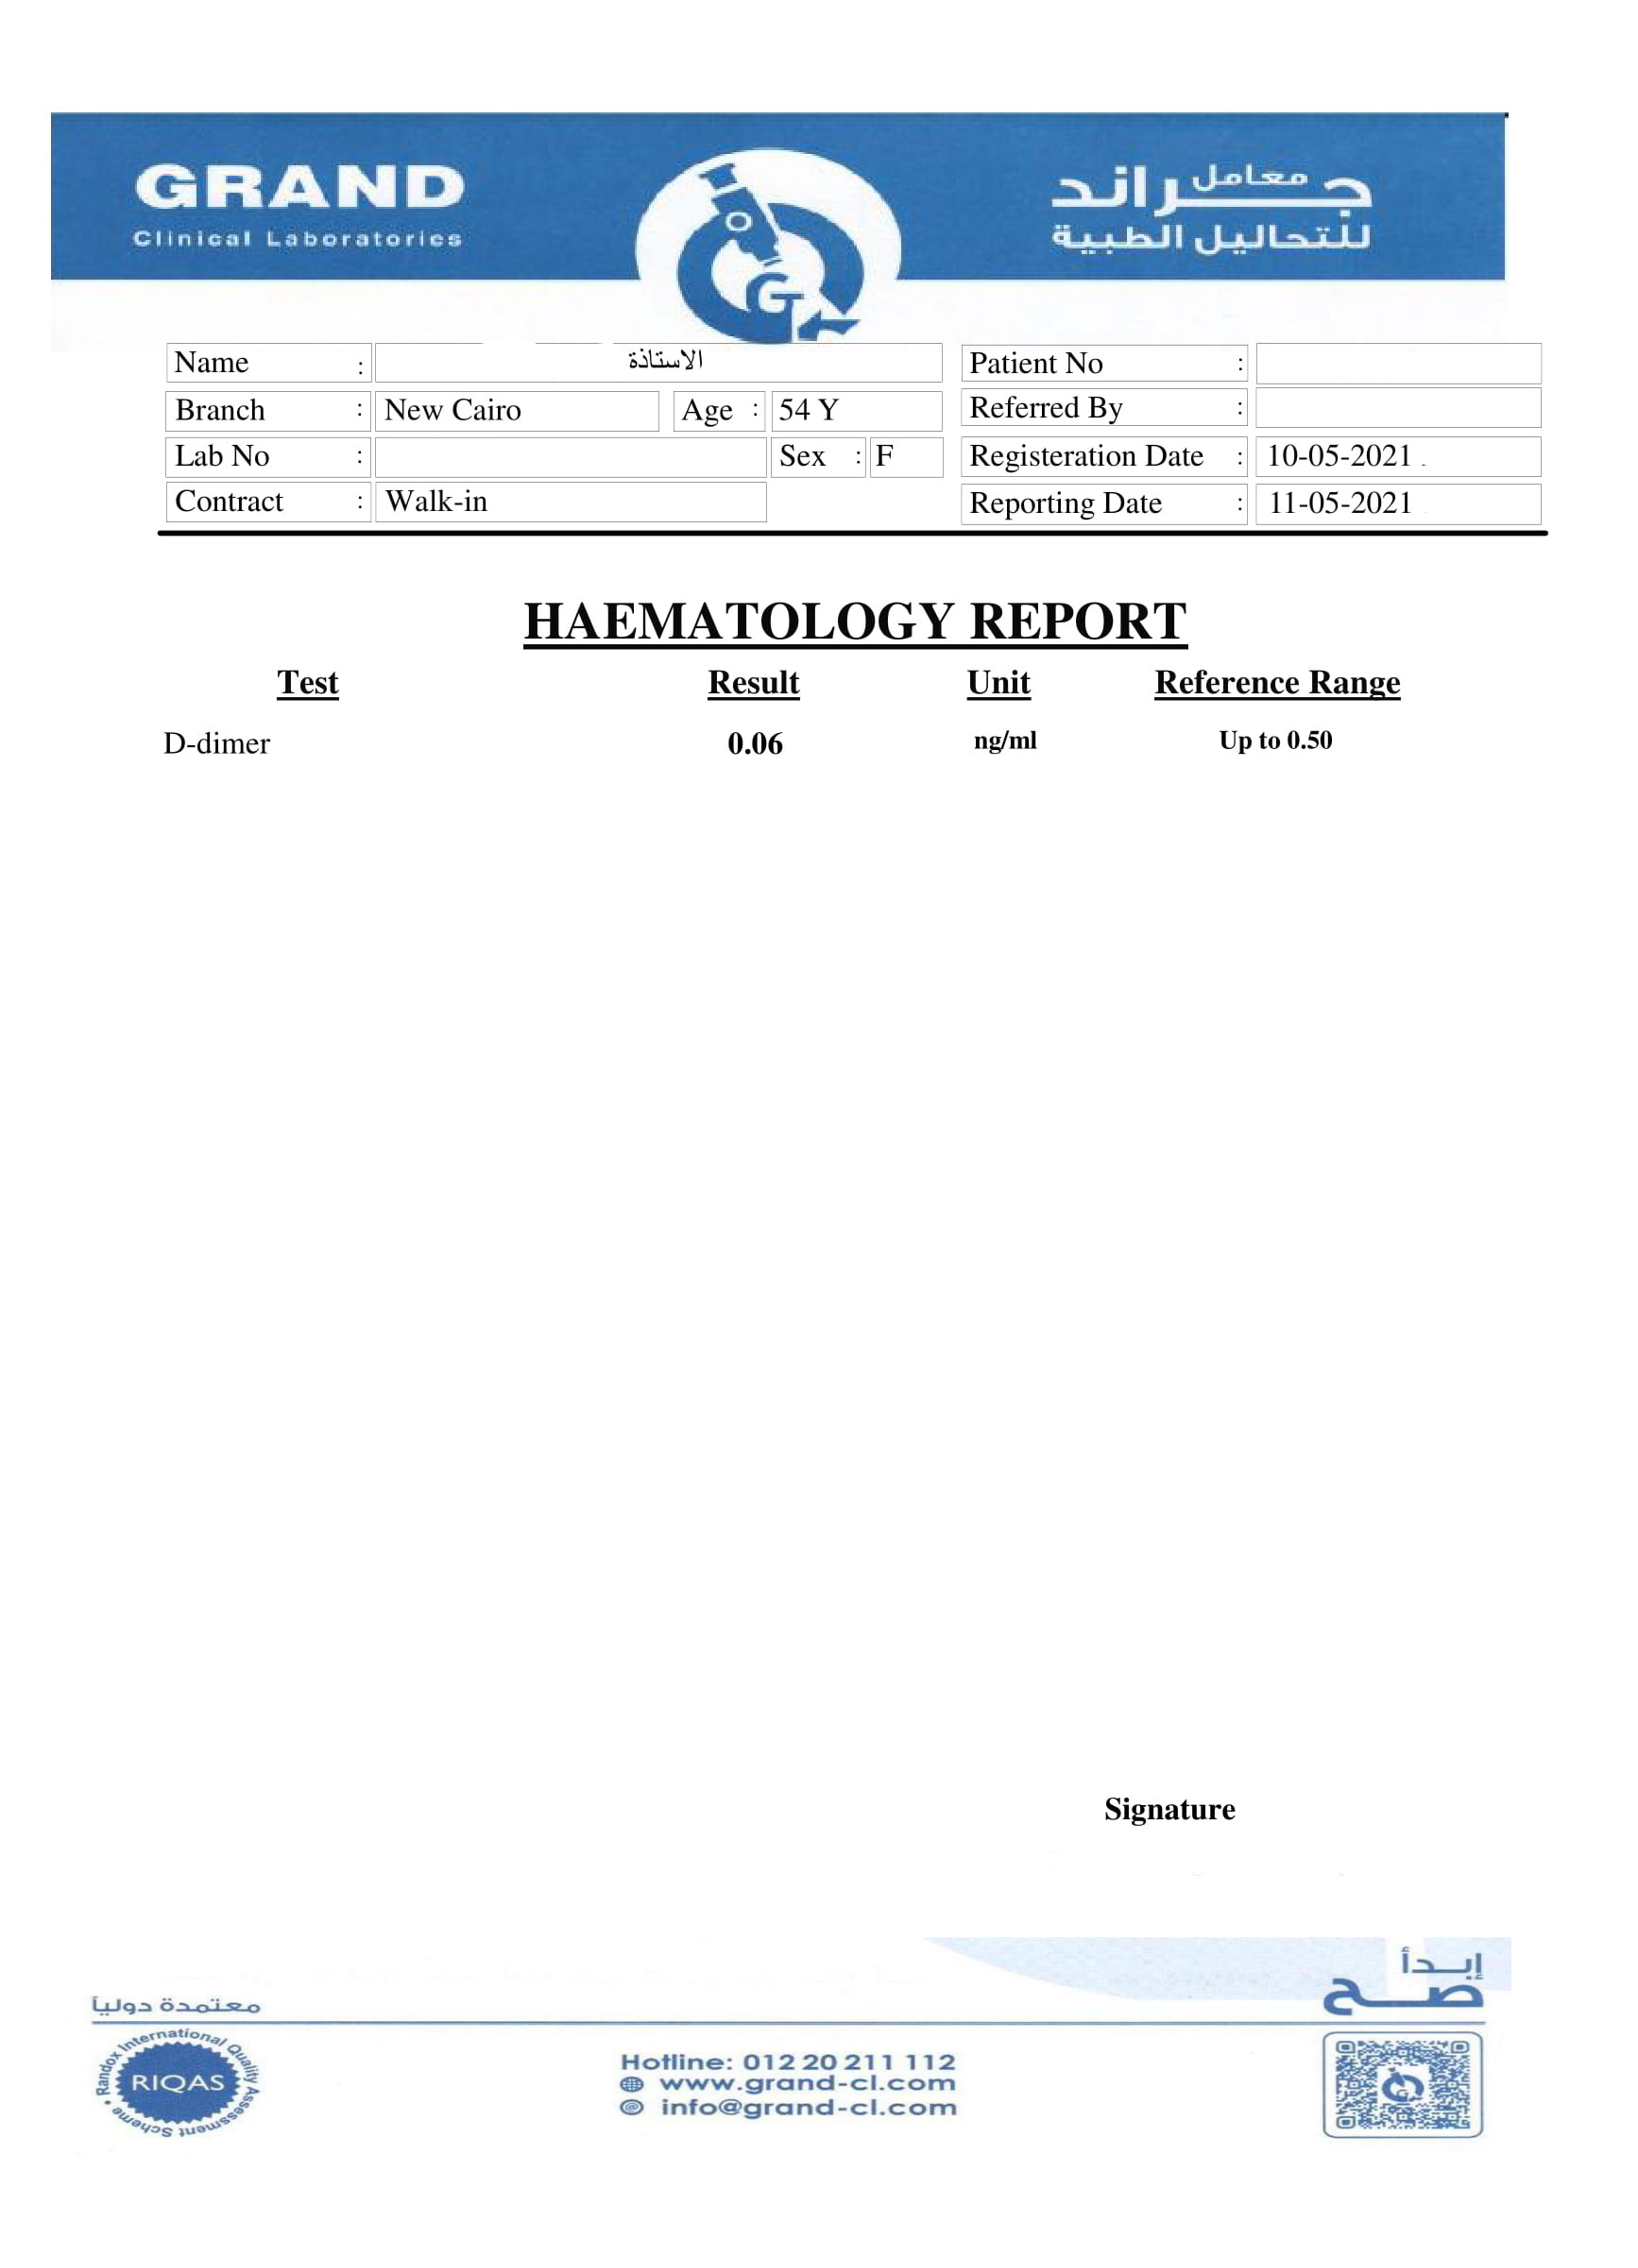 GRAND
Clinical Laboratories
معامل جراند
للتحاليل الطبية
G
Name : الاستاذة
Patient No :
Branch : New Cairo Age : 54 Y
Referred By :
Lab No : Sex : F
Registeration Date : 10-05-2021 .
Contract : Walk-in
Reporting Date : 11-05-2021
HAEMATOLOGY REPORT
Test Result Unit Reference Range
D-dimer 0.06 ng/ml Up to 0.50
Signature
إبدأ
صح
معتمدة دولياً
Randox International Quality Assessment Scheme •
RIQAS
Hotline: 012 20 211 112
www.grand-cl.com
info@grand-cl.com